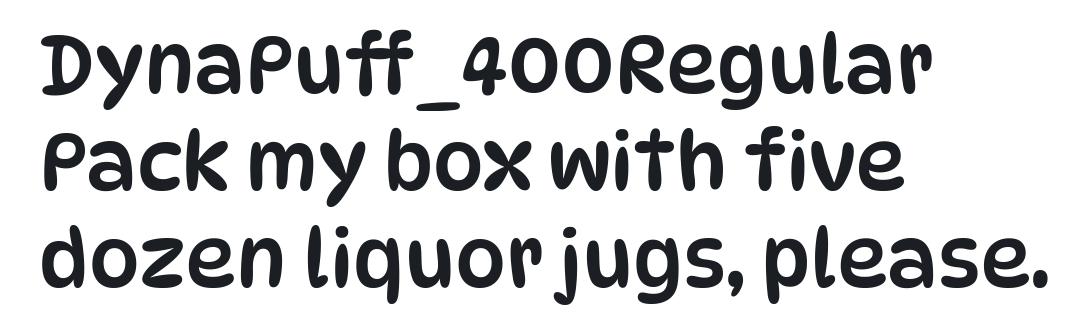 DynaPuff_400Regular
Pack my box with five
dozen liquor jugs, please.